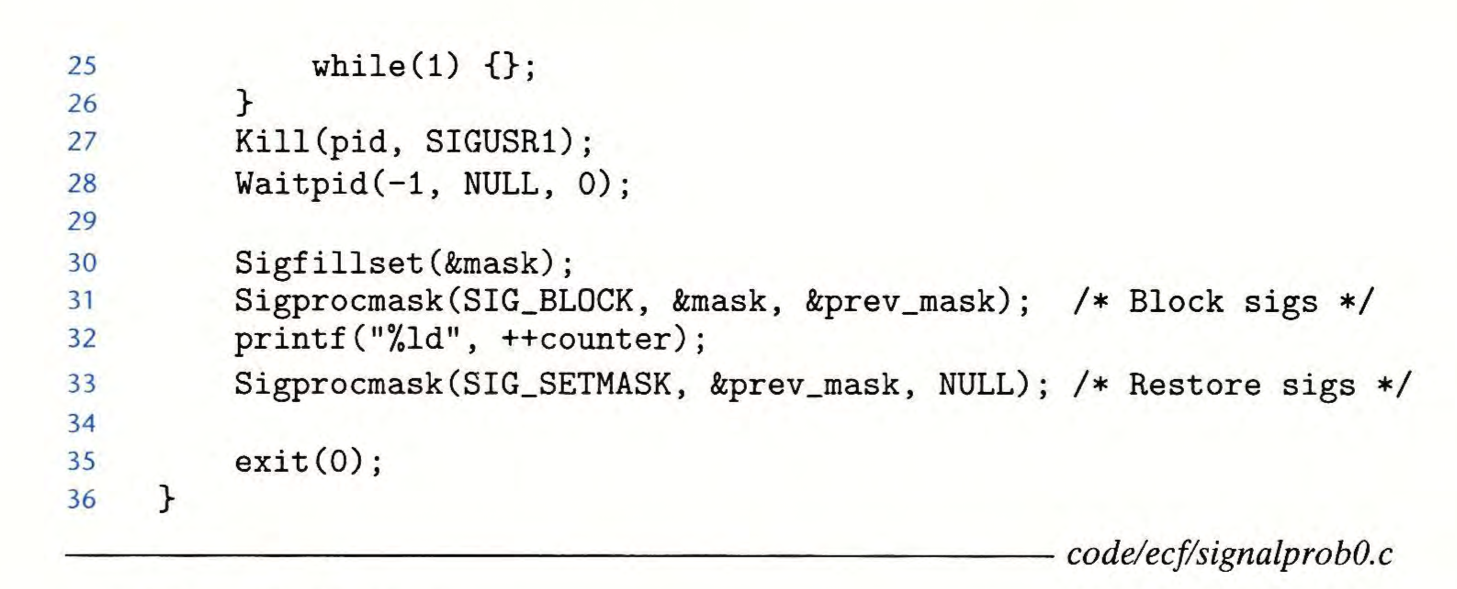 25 while(1) {};
26 }
27 Kill(pid, SIGUSR1);
28 Waitpid(-1, NULL, 0);
29
30 Sigfillset(&mask);
31 Sigprocmask(SIG_BLOCK, &mask, &prev_mask); /* Block sigs */
32 printf("%ld", ++counter);
33 Sigprocmask(SIG_SETMASK, &prev_mask, NULL); /* Restore sigs */
34
35 exit(0);
36 }
code/ecf/signalprob0.c